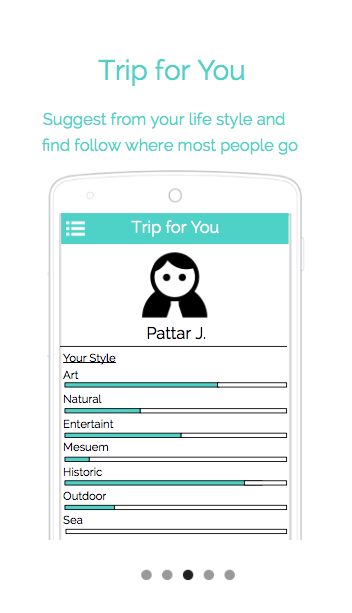 Trip for You
Suggest from your life style and
find follow where most people go
Trip for You
Pattar J.
Your Style
Art
Natural
Entertaint
Mesuem
Historic
Outdoor
Sea